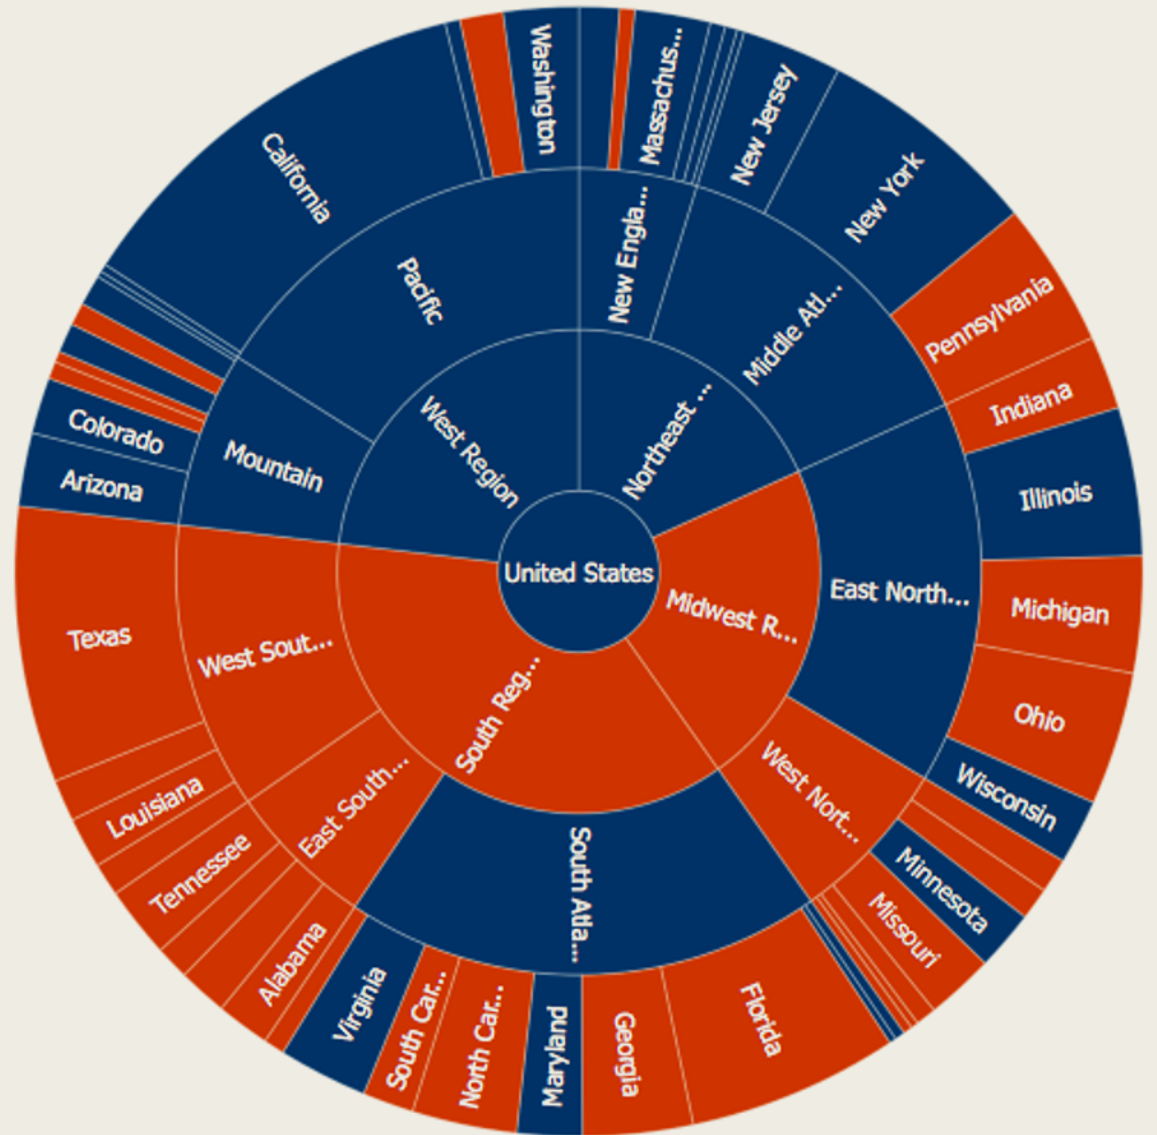 United States
Northeast ...
Midwest R...
South Reg...
West Region
New Engla...
Middle Atl...
East North...
West Nort...
South Atla...
East South...
West Sout...
Mountain
Pacific
Massachus...
New Jersey
New York
Pennsylvania
Indiana
Illinois
Michigan
Ohio
Wisconsin
Minnesota
Missouri
Florida
Georgia
Maryland
North Car...
South Car...
Virginia
Alabama
Tennessee
Louisiana
Texas
Arizona
Colorado
California
Washington